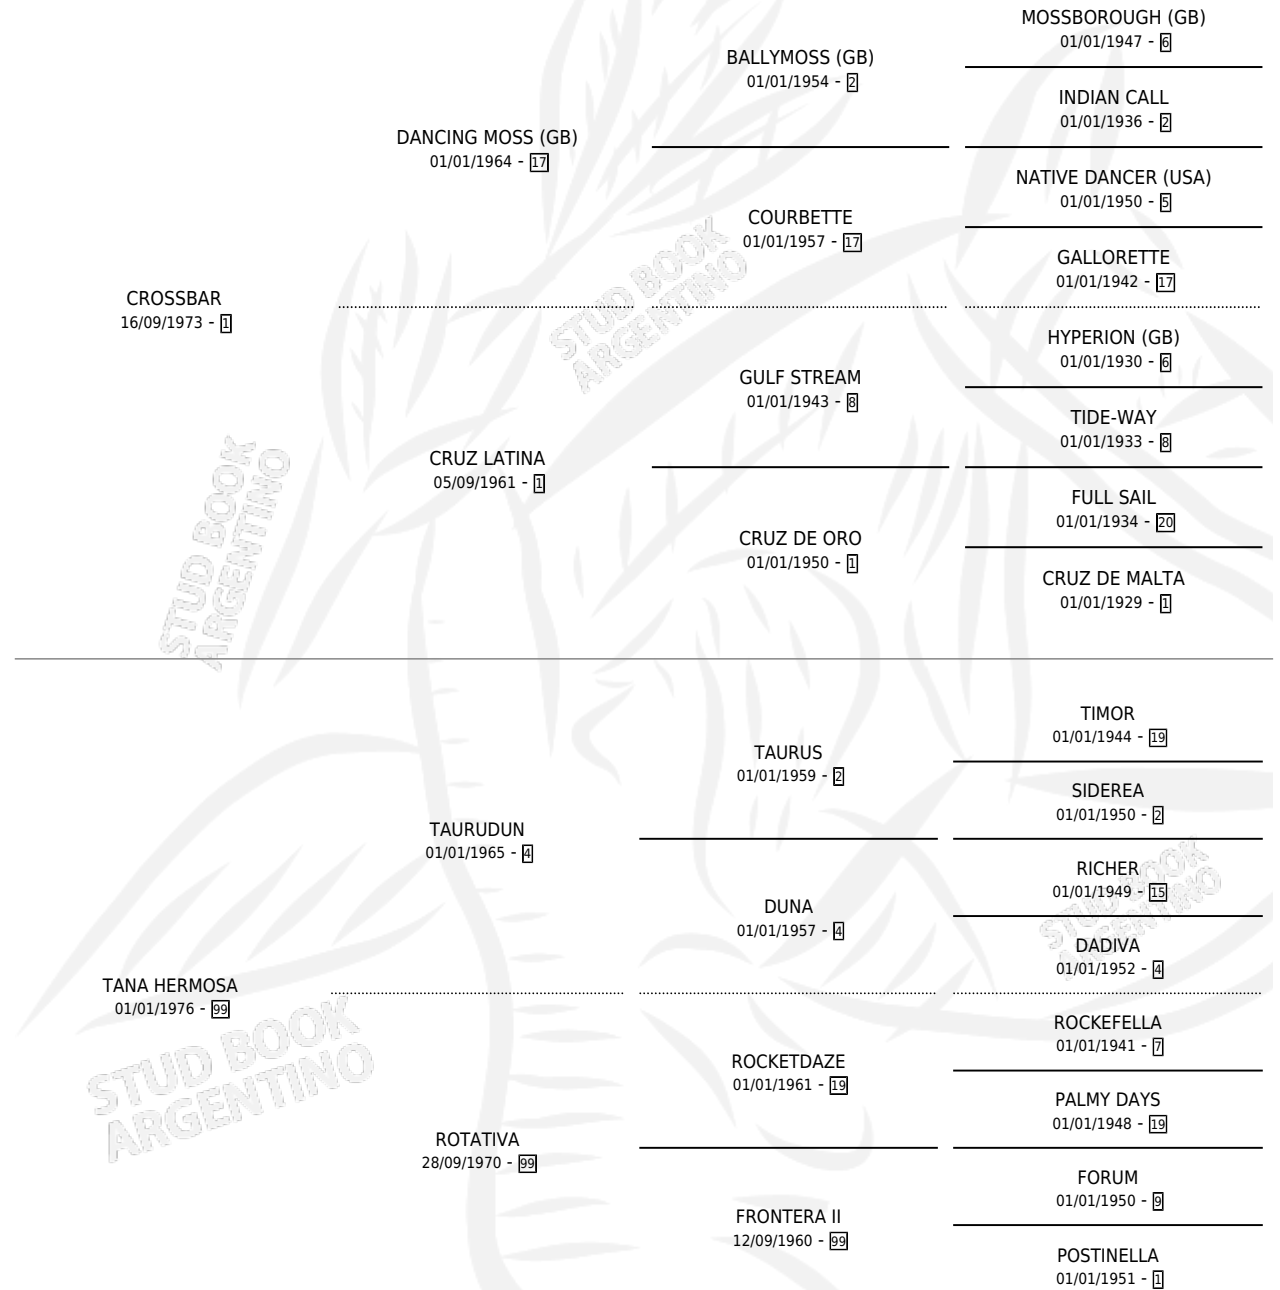 MOSSBOROUGH (GB)
01/01/1947 - 6
BALLYMOSS (GB)
01/01/1954 - 2
INDIAN CALL
01/01/1936 - 2
DANCING MOSS (GB)
01/01/1964 - 17
NATIVE DANCER (USA)
01/01/1950 - 5
COURBETTE
01/01/1957 - 17
GALLORETTE
01/01/1942 - 17
CROSSBAR
16/09/1973 - 1
HYPERION (GB)
01/01/1930 - 6
GULF STREAM
01/01/1943 - 8
TIDE-WAY
01/01/1933 - 8
CRUZ LATINA
05/09/1961 - 1
FULL SAIL
01/01/1934 - 20
CRUZ DE ORO
01/01/1950 - 1
CRUZ DE MALTA
01/01/1929 - 1
TIMOR
01/01/1944 - 19
TAURUS
01/01/1959 - 2
SIDEREA
01/01/1950 - 2
TAURUDUN
01/01/1965 - 4
RICHER
01/01/1949 - 15
DUNA
01/01/1957 - 4
DADIVA
01/01/1952 - 4
TANA HERMOSA
01/01/1976 - 99
ROCKEFELLA
01/01/1941 - 7
ROCKETDAZE
01/01/1961 - 19
PALMY DAYS
01/01/1948 - 19
ROTATIVA
28/09/1970 - 99
FORUM
01/01/1950 - 9
FRONTERA II
12/09/1960 - 99
POSTINELLA
01/01/1951 - 1
STUD BOOK
ARGENTINO
STUD BOOK
ARGENTINO
STUD BOOK
ARGENTINO
STUD BOOK
ARGENTINO